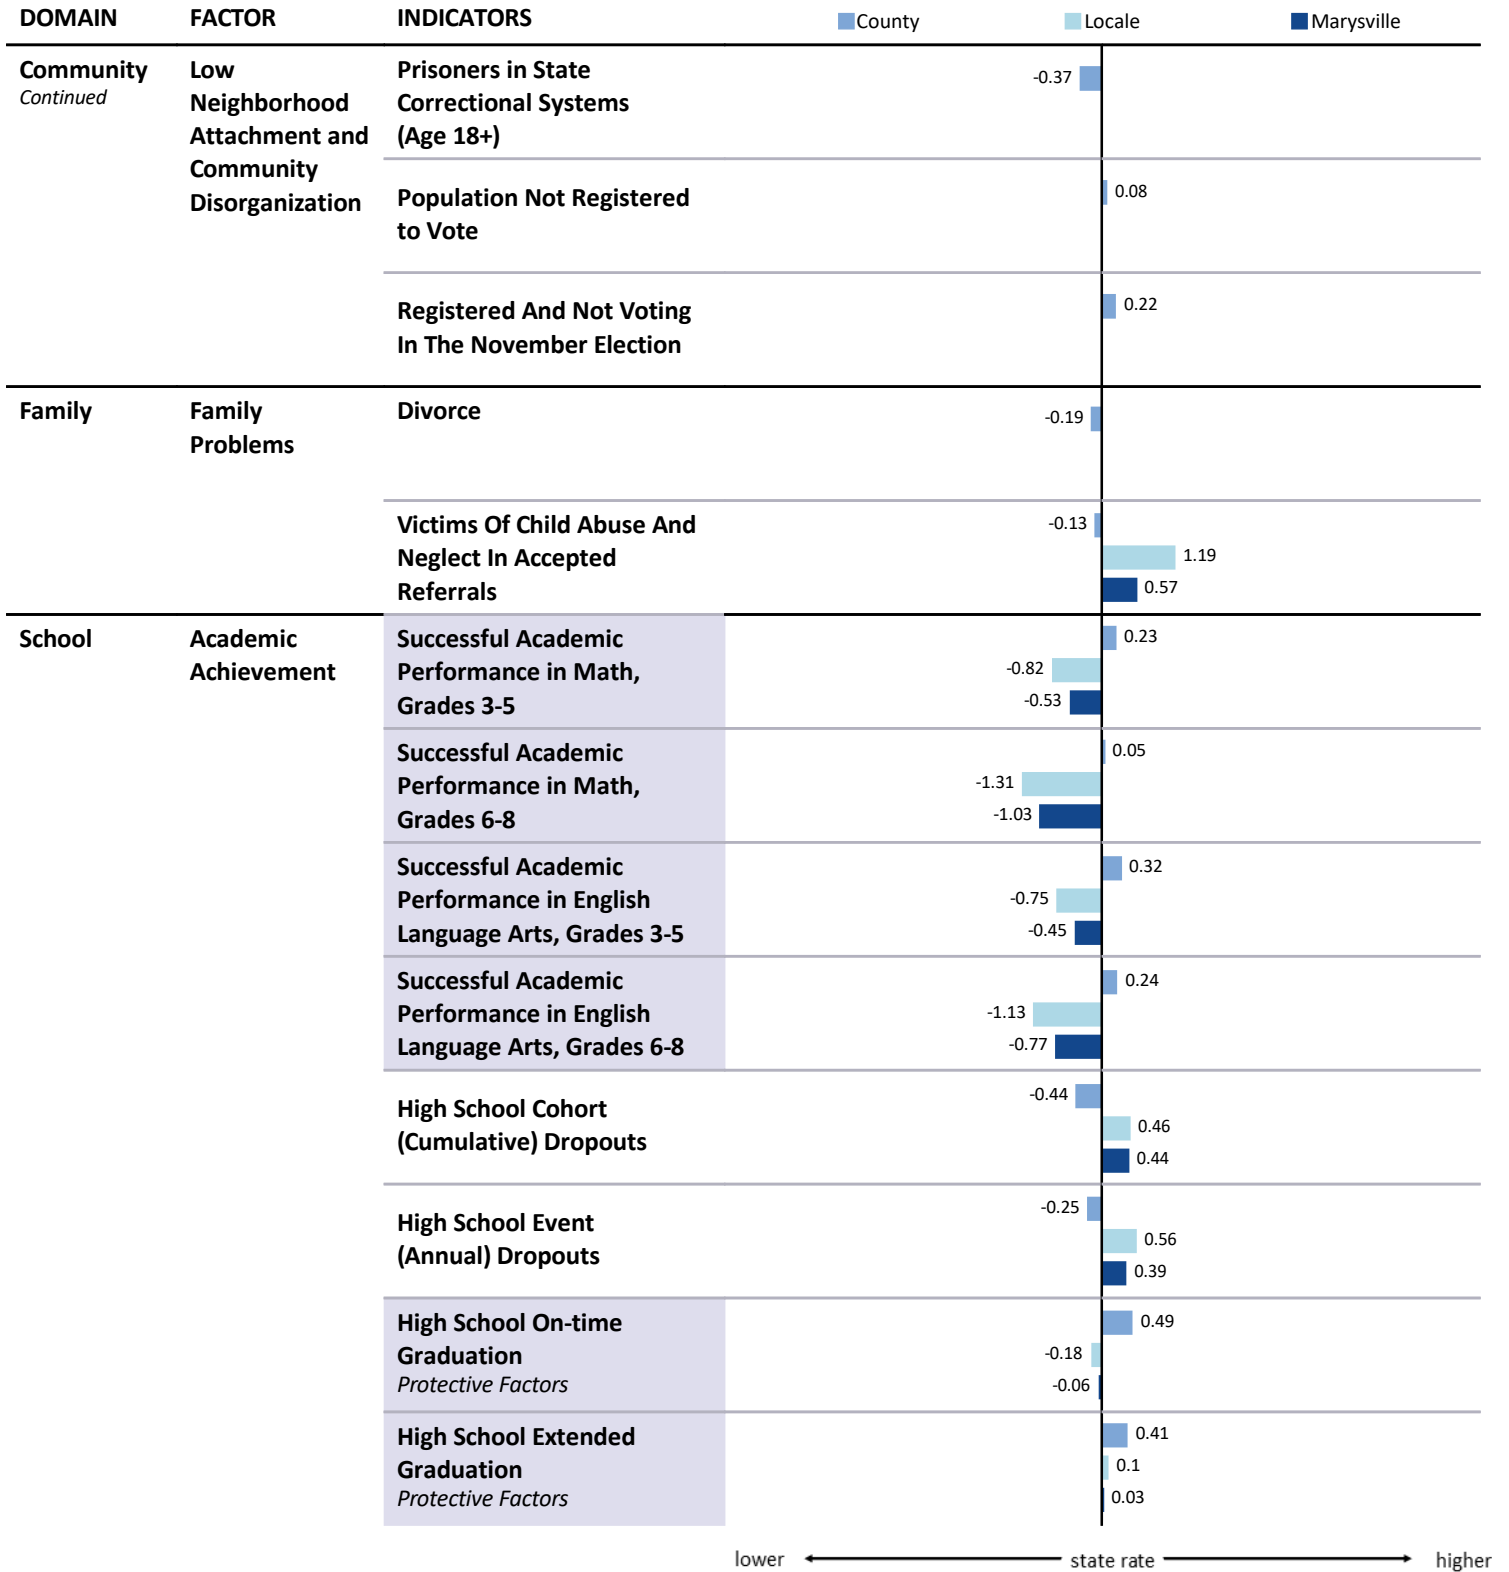 DOMAIN FACTOR INDICATORS County Locale Marysville
Community
Continued
Low
Neighborhood
Attachment and
Community
Disorganization
Prisoners in State
Correctional Systems
(Age 18+)
-0.37
Population Not Registered
to Vote
0.08
Registered And Not Voting
In The November Election
0.22
Family
Family
Problems
Divorce
-0.19
Victims Of Child Abuse And
Neglect In Accepted
Referrals
-0.13
1.19
0.57
School
Academic
Achievement
Successful Academic
Performance in Math,
Grades 3-5
0.23
-0.82
-0.53
Successful Academic
Performance in Math,
Grades 6-8
0.05
-1.31
-1.03
Successful Academic
Performance in English
Language Arts, Grades 3-5
0.32
-0.75
-0.45
Successful Academic
Performance in English
Language Arts, Grades 6-8
0.24
-1.13
-0.77
High School Cohort
(Cumulative) Dropouts
-0.44
0.46
0.44
High School Event
(Annual) Dropouts
-0.25
0.56
0.39
High School On-time
Graduation
Protective Factors
0.49
-0.18
-0.06
High School Extended
Graduation
Protective Factors
0.41
0.1
0.03
lower state rate higher